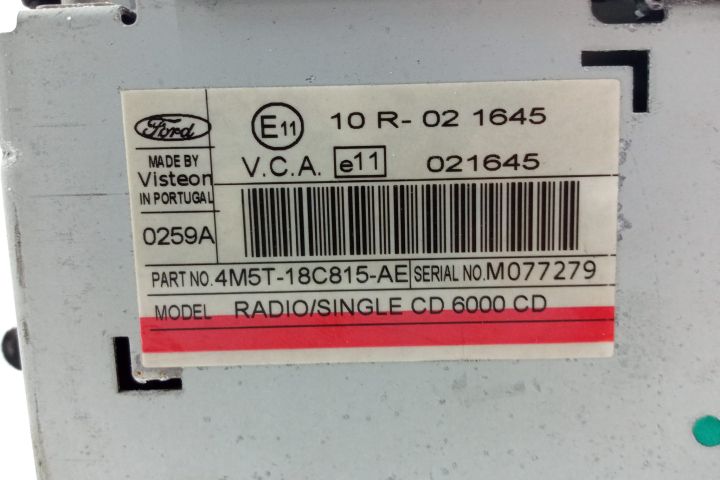 Ford
MADE BY
Visteon
IN PORTUGAL
0259A
E11 10 R- 02 1645
V.C.A. e11 021645
PART NO. 4M5T-18C815-AE SERIAL NO. M077279
MODEL RADIO/SINGLE CD 6000 CD